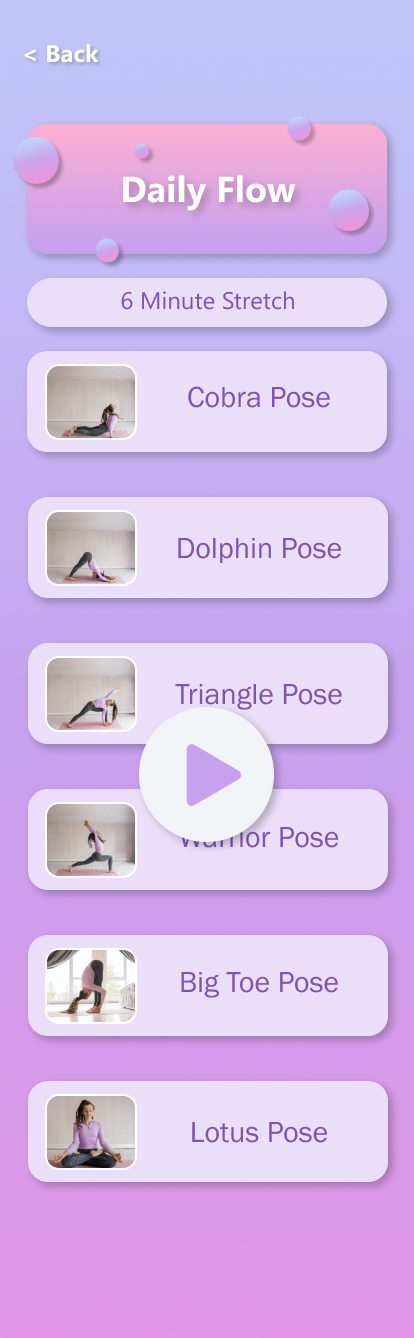 < Back
Daily Flow
6 Minute Stretch
Cobra Pose
Dolphin Pose
Triangle Pose
Warrior Pose
Big Toe Pose
Lotus Pose